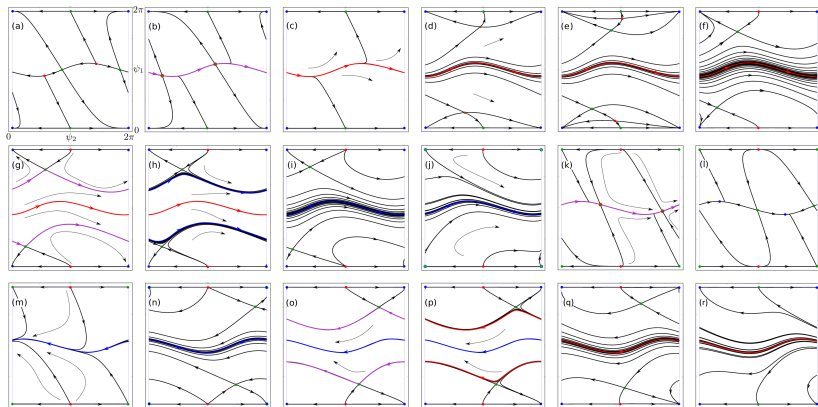 (a) 2π (b) (c) (d) (e) (f)
ψ1
0 ψ2 2π 0
(g) (h) (i) (j) (k) (l)
(m) (n) (o) (p) (q) (r)